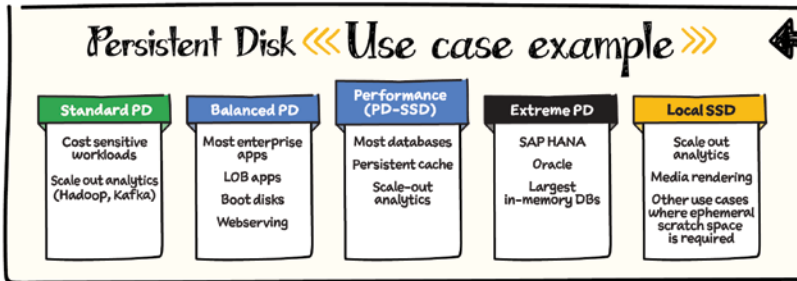 Persistent Disk <<< Use case example >>>
Standard PD
Cost sensitive
workloads
Scale out analytics
(Hadoop, Kafka)
Balanced PD
Most enterprise
apps
LOB apps
Boot disks
Webserving
Performance
(PD-SSD)
Most databases
Persistent cache
Scale-out
analytics
Extreme PD
SAP HANA
Oracle
Largest
in-memory DBs
Local SSD
Scale out
analytics
Media rendering
Other use cases
where ephemeral
scratch space
is required